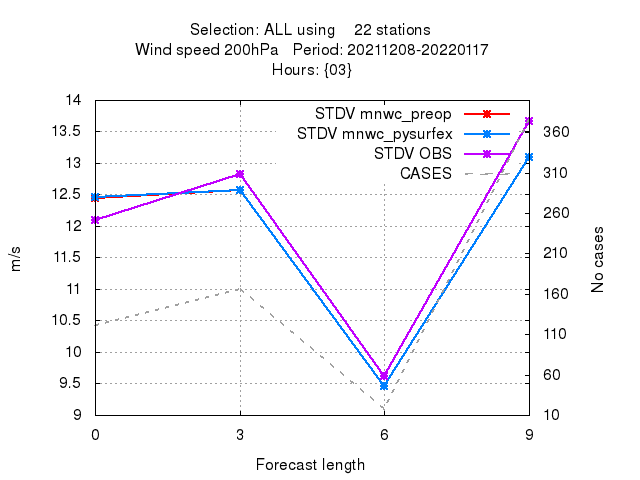 Selection: ALL using 22 stations
Wind speed 200hPa Period: 20211208-20220117
Hours: {03}
STDV mnwc_preop
STDV mnwc_pysurfex
STDV OBS
CASES
14
13.5
13
12.5
12
11.5
11
10.5
10
9.5
9
m/s
360
310
260
210
160
110
60
10
No cases
0 3 6 9
Forecast length